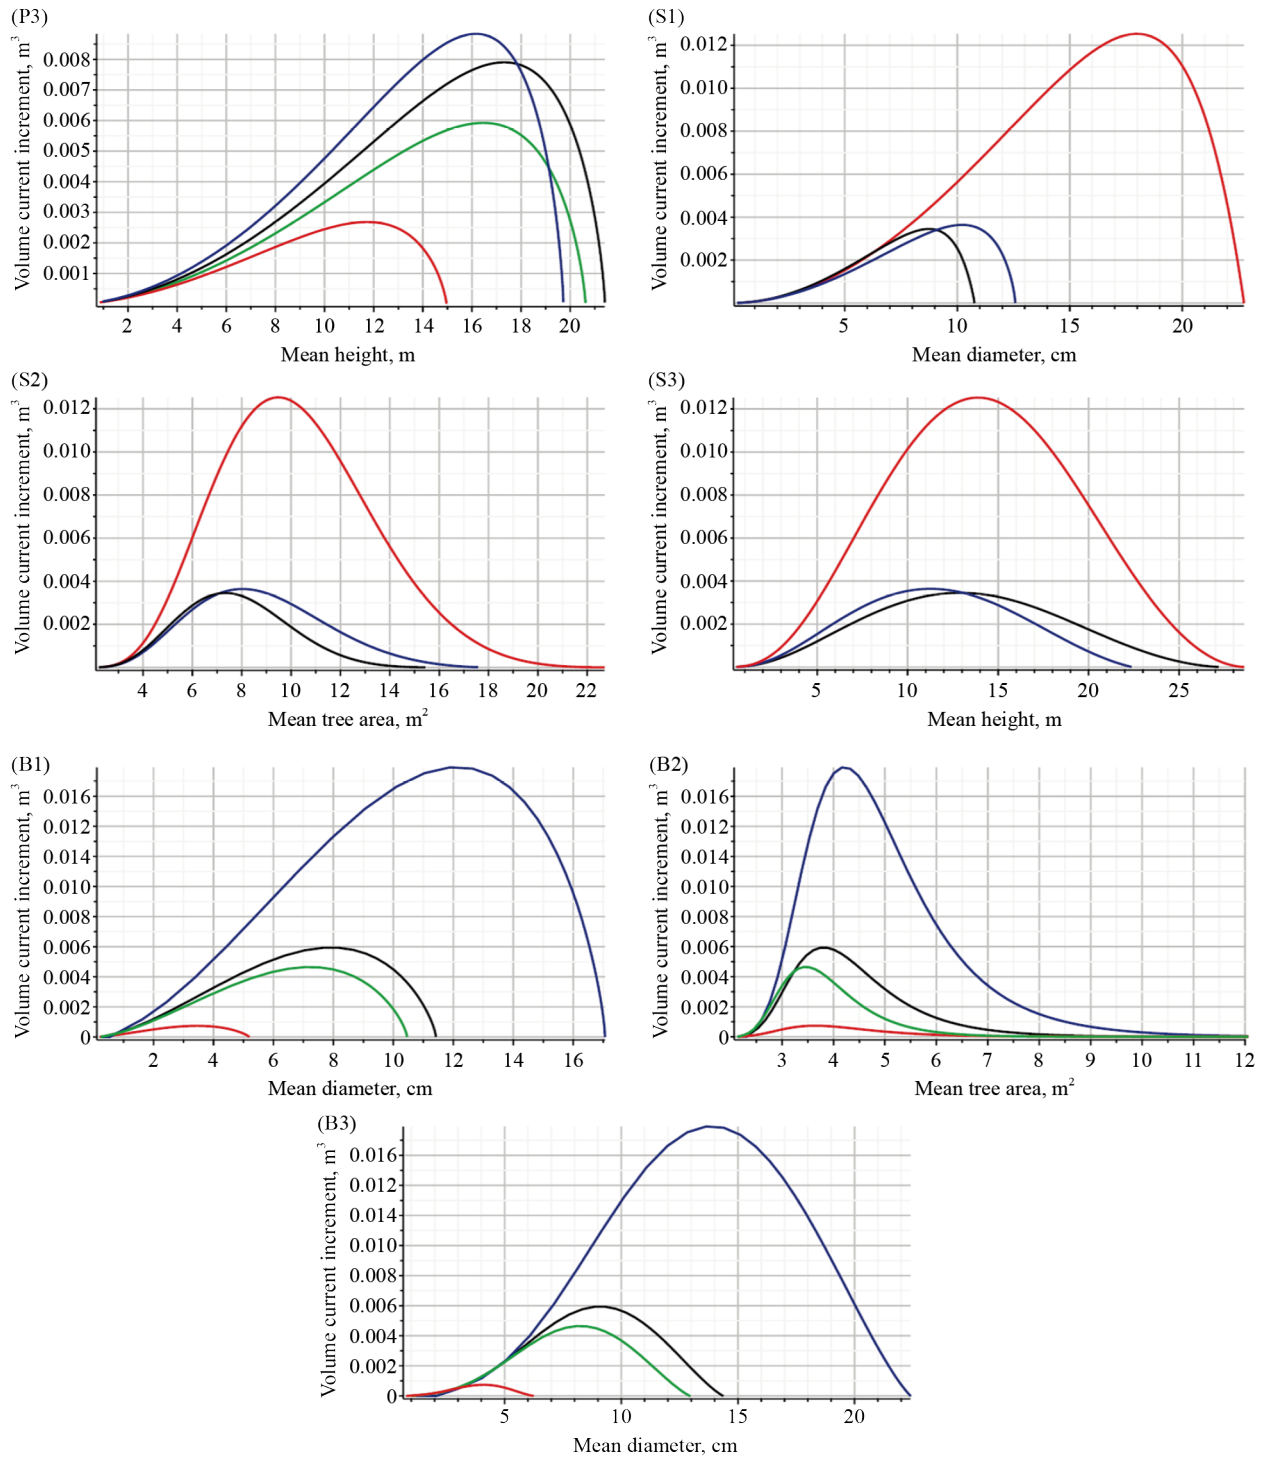 (P3)
Volume current increment, m³
0.008
0.007
0.006
0.005
0.004
0.003
0.002
0.001
2 4 6 8 10 12 14 16 18 20
Mean height, m
(S1)
Volume current increment, m³
0.012
0.010
0.008
0.006
0.004
0.002
5 10 15 20
Mean diameter, cm
(S2)
Volume current increment, m³
0.012
0.010
0.008
0.006
0.004
0.002
4 6 8 10 12 14 16 18 20 22
Mean tree area, m²
(S3)
Volume current increment, m³
0.012
0.010
0.008
0.006
0.004
0.002
5 10 15 20 25
Mean height, m
(B1)
Volume current increment, m³
0.016
0.012
0.014
0.010
0.008
0.006
0.004
0.002
0
2 4 6 8 10 12 14 16
Mean diameter, cm
(B2)
Volume current increment, m³
0.016
0.012
0.014
0.010
0.008
0.006
0.004
0.002
0
3 4 5 6 7 8 9 10 11 12
Mean tree area, m²
(B3)
Volume current increment, m³
0.016
0.012
0.014
0.010
0.008
0.006
0.004
0.002
0
5 10 15 20
Mean diameter, cm